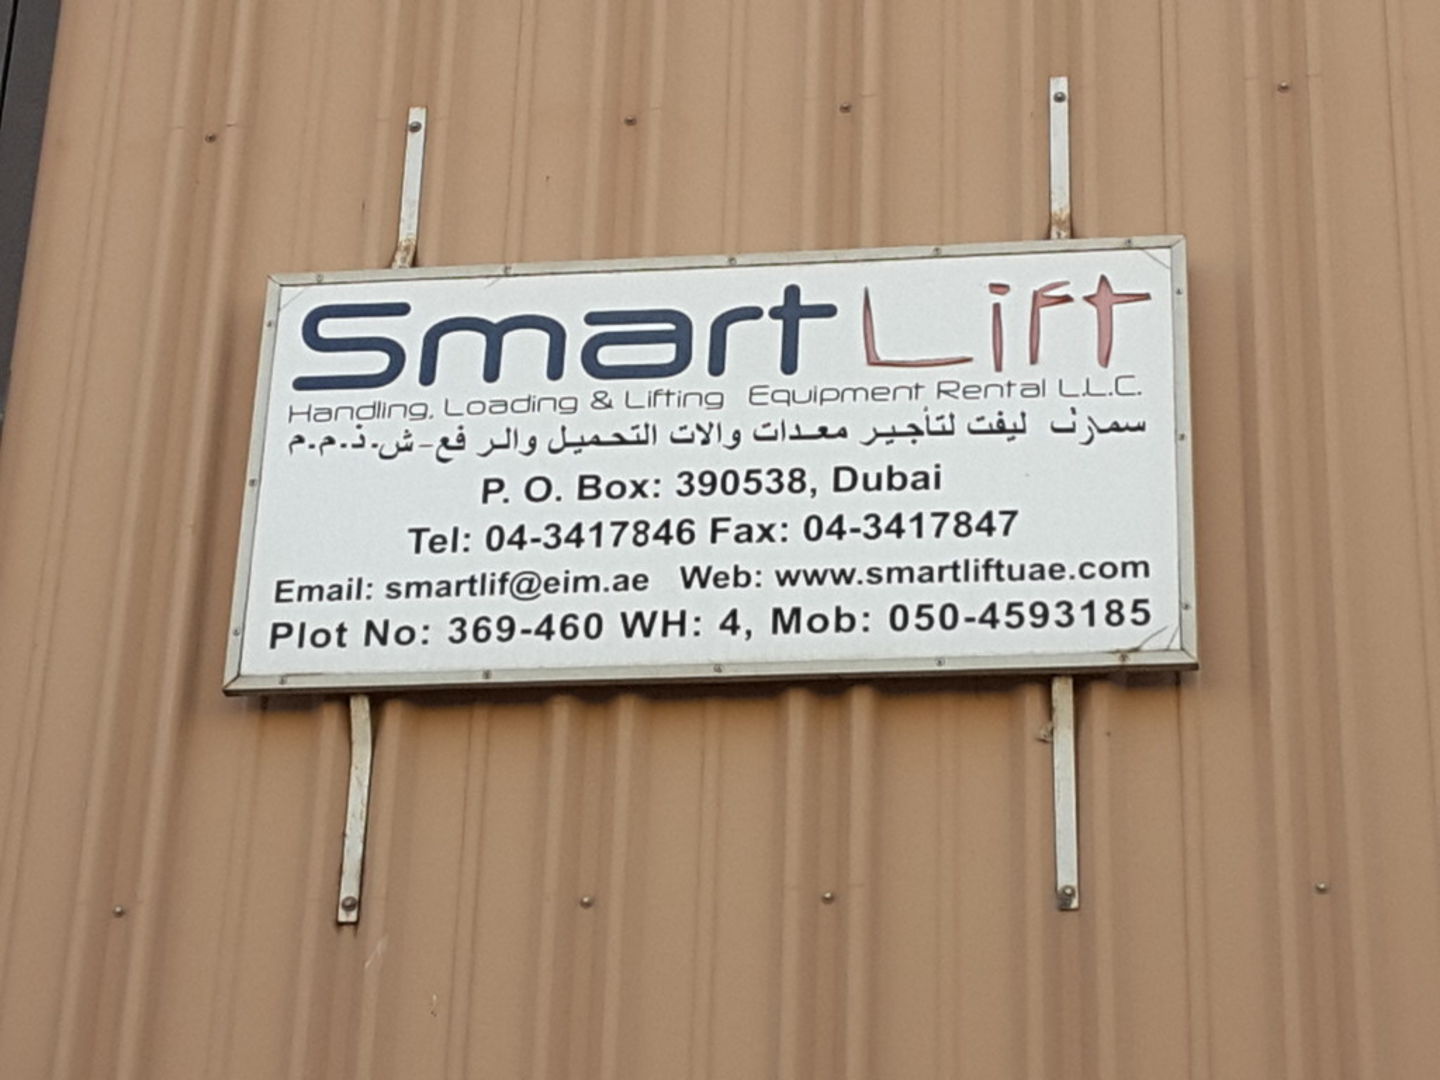 Smart Lift
Handling, Loading & Lifting Equipment Rental L.L.C.
سمارت ليفت لتأجير معدات والات التحميل والر فع-ش.ذ.م.م
P. O. Box: 390538, Dubai
Tel: 04-3417846 Fax: 04-3417847
Email: smartlif@eim.ae Web: www.smartliftuae.com
Plot No: 369-460 WH: 4, Mob: 050-4593185